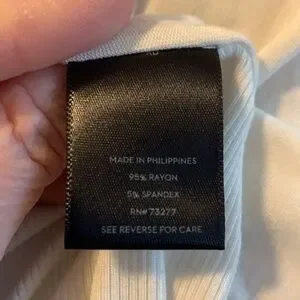 MADE IN PHILIPPINES
95% RAYON
5% SPANDEX
RN# 73277
SEE REVERSE FOR CARE